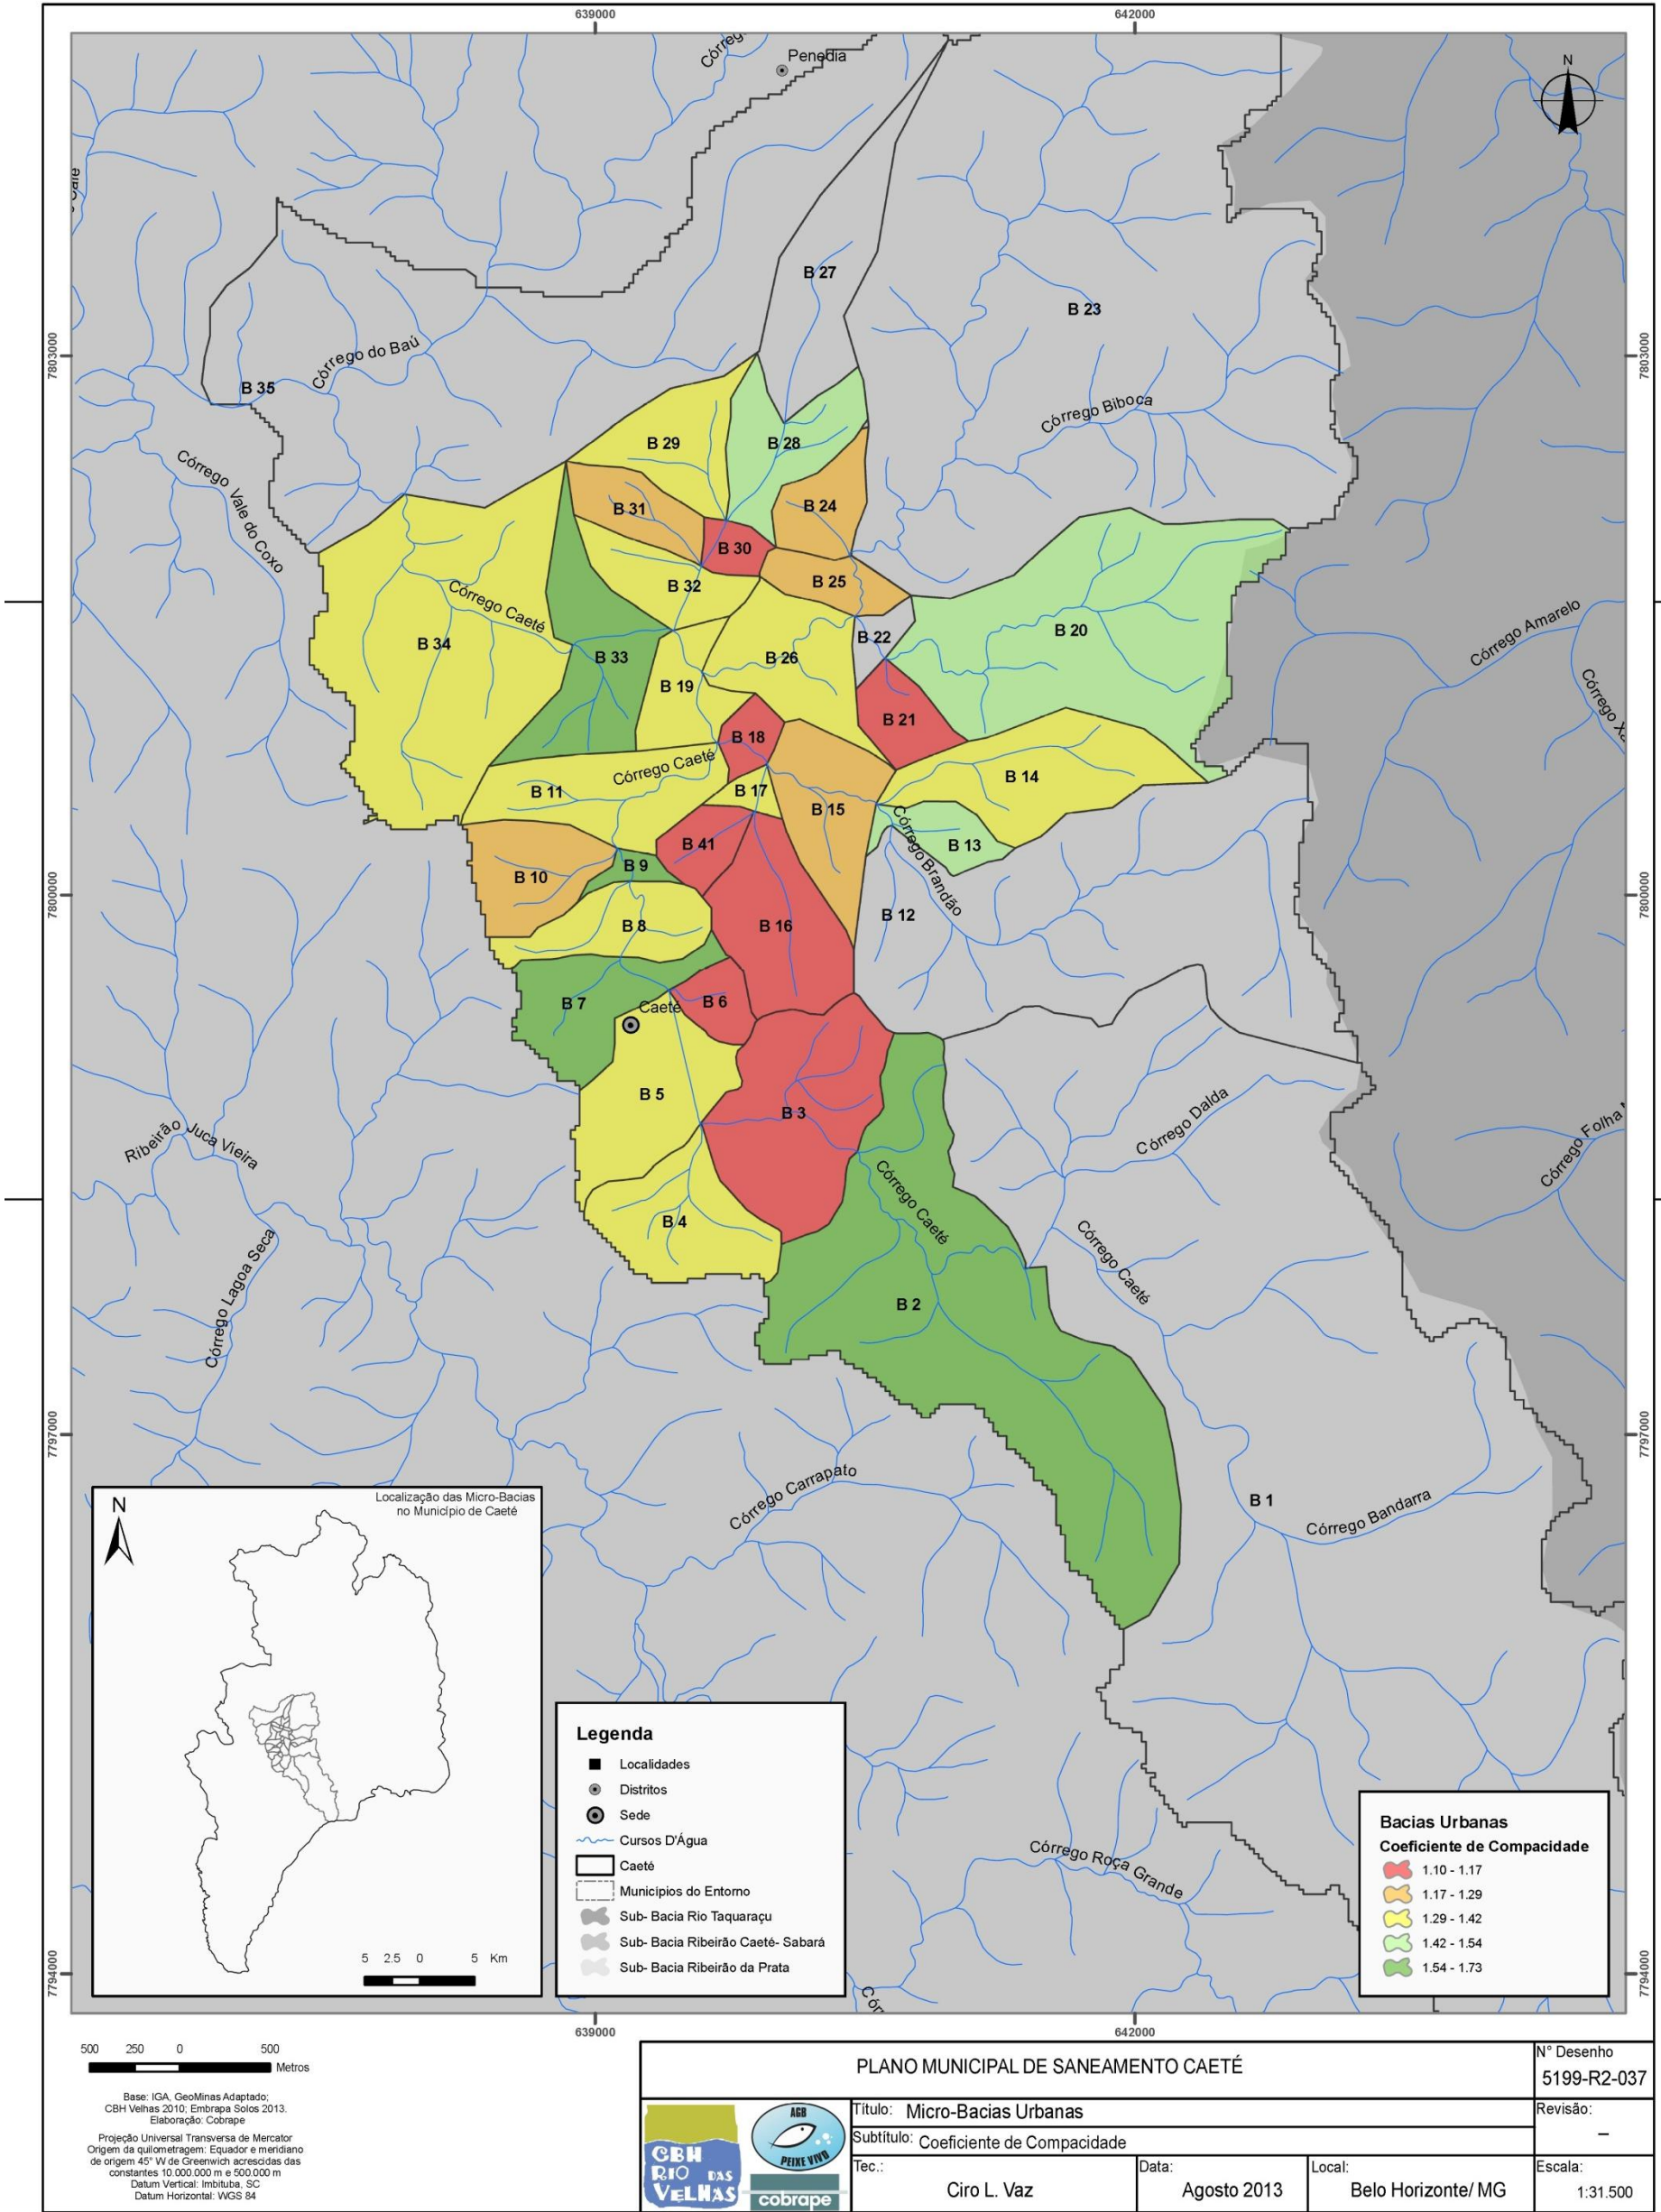 639000
642000
Córreg
Penedia
N
B 27
B 23
7803000
7803000
Córrego do Baú
B 35
Córrego Biboca
B 29
B 28
Córrego Vale do Coxo
B 31
B 24
B 30
B 25
B 32
Córrego Caeté
B 34
B 33
B 22
B 20
B 26
B 19
Córrego Amarelo
B 21
B 18
Córrego Caeté
B 14
B 11
B 17
B 15
Córrego Brandão
B 41
B 13
B 9
B 10
7800000
7800000
B 12
B 8
B 16
B 7
B 6
Caeté
B 5
B 3
Córrego Dalda
Ribeirão Juca Vieira
Córrego Folha
Córrego Caeté
B 4
Córrego Caeté
Córrego Lagoa Seca
B 2
7797000
7797000
Córrego Carrapato
B 1
Córrego Bandarra
Localização das Micro-Bacias
no Município de Caeté
N
5 2.5 0 5 Km
Legenda
Localidades
Distritos
Sede
Cursos D'Água
Caeté
Municípios do Entorno
Sub- Bacia Rio Taquaraçu
Sub- Bacia Ribeirão Caeté- Sabará
Sub- Bacia Ribeirão da Prata
Córrego Roça Grande
Bacias Urbanas
Coeficiente de Compacidade
1.10 - 1.17
1.17 - 1.29
1.29 - 1.42
1.42 - 1.54
1.54 - 1.73
7794000
7794000
Cór
639000
642000
500 250 0 500
Metros
Base: IGA, GeoMinas Adaptado;
CBH Velhas 2010; Embrapa Solos 2013.
Elaboração: Cobrape
Projeção Universal Transversa de Mercator
Origem da quilometragem: Equador e meridiano
de origem 45° W de Greenwich acrescidas das
constantes 10.000.000 m e 500.000 m
Datum Vertical: Imbituba, SC
Datum Horizontal: WGS 84
PLANO MUNICIPAL DE SANEAMENTO CAETÉ
N° Desenho
5199-R2-037
CBH
RIO DAS
VELHAS
AGB
PEIXE VIVO
cobrape
Título: Micro-Bacias Urbanas
Revisão:
–
Subtítulo: Coeficiente de Compacidade
Tec.:
Ciro L. Vaz
Data:
Agosto 2013
Local:
Belo Horizonte/ MG
Escala:
1:31.500